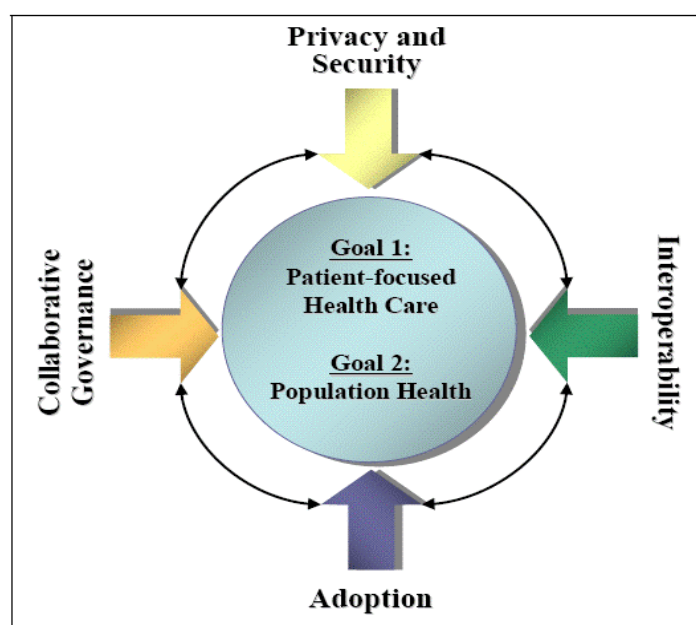 Privacy and
Security
Collaborative
Governance
Goal 1:
Patient-focused
Health Care
Goal 2:
Population Health
Interoperability
Adoption